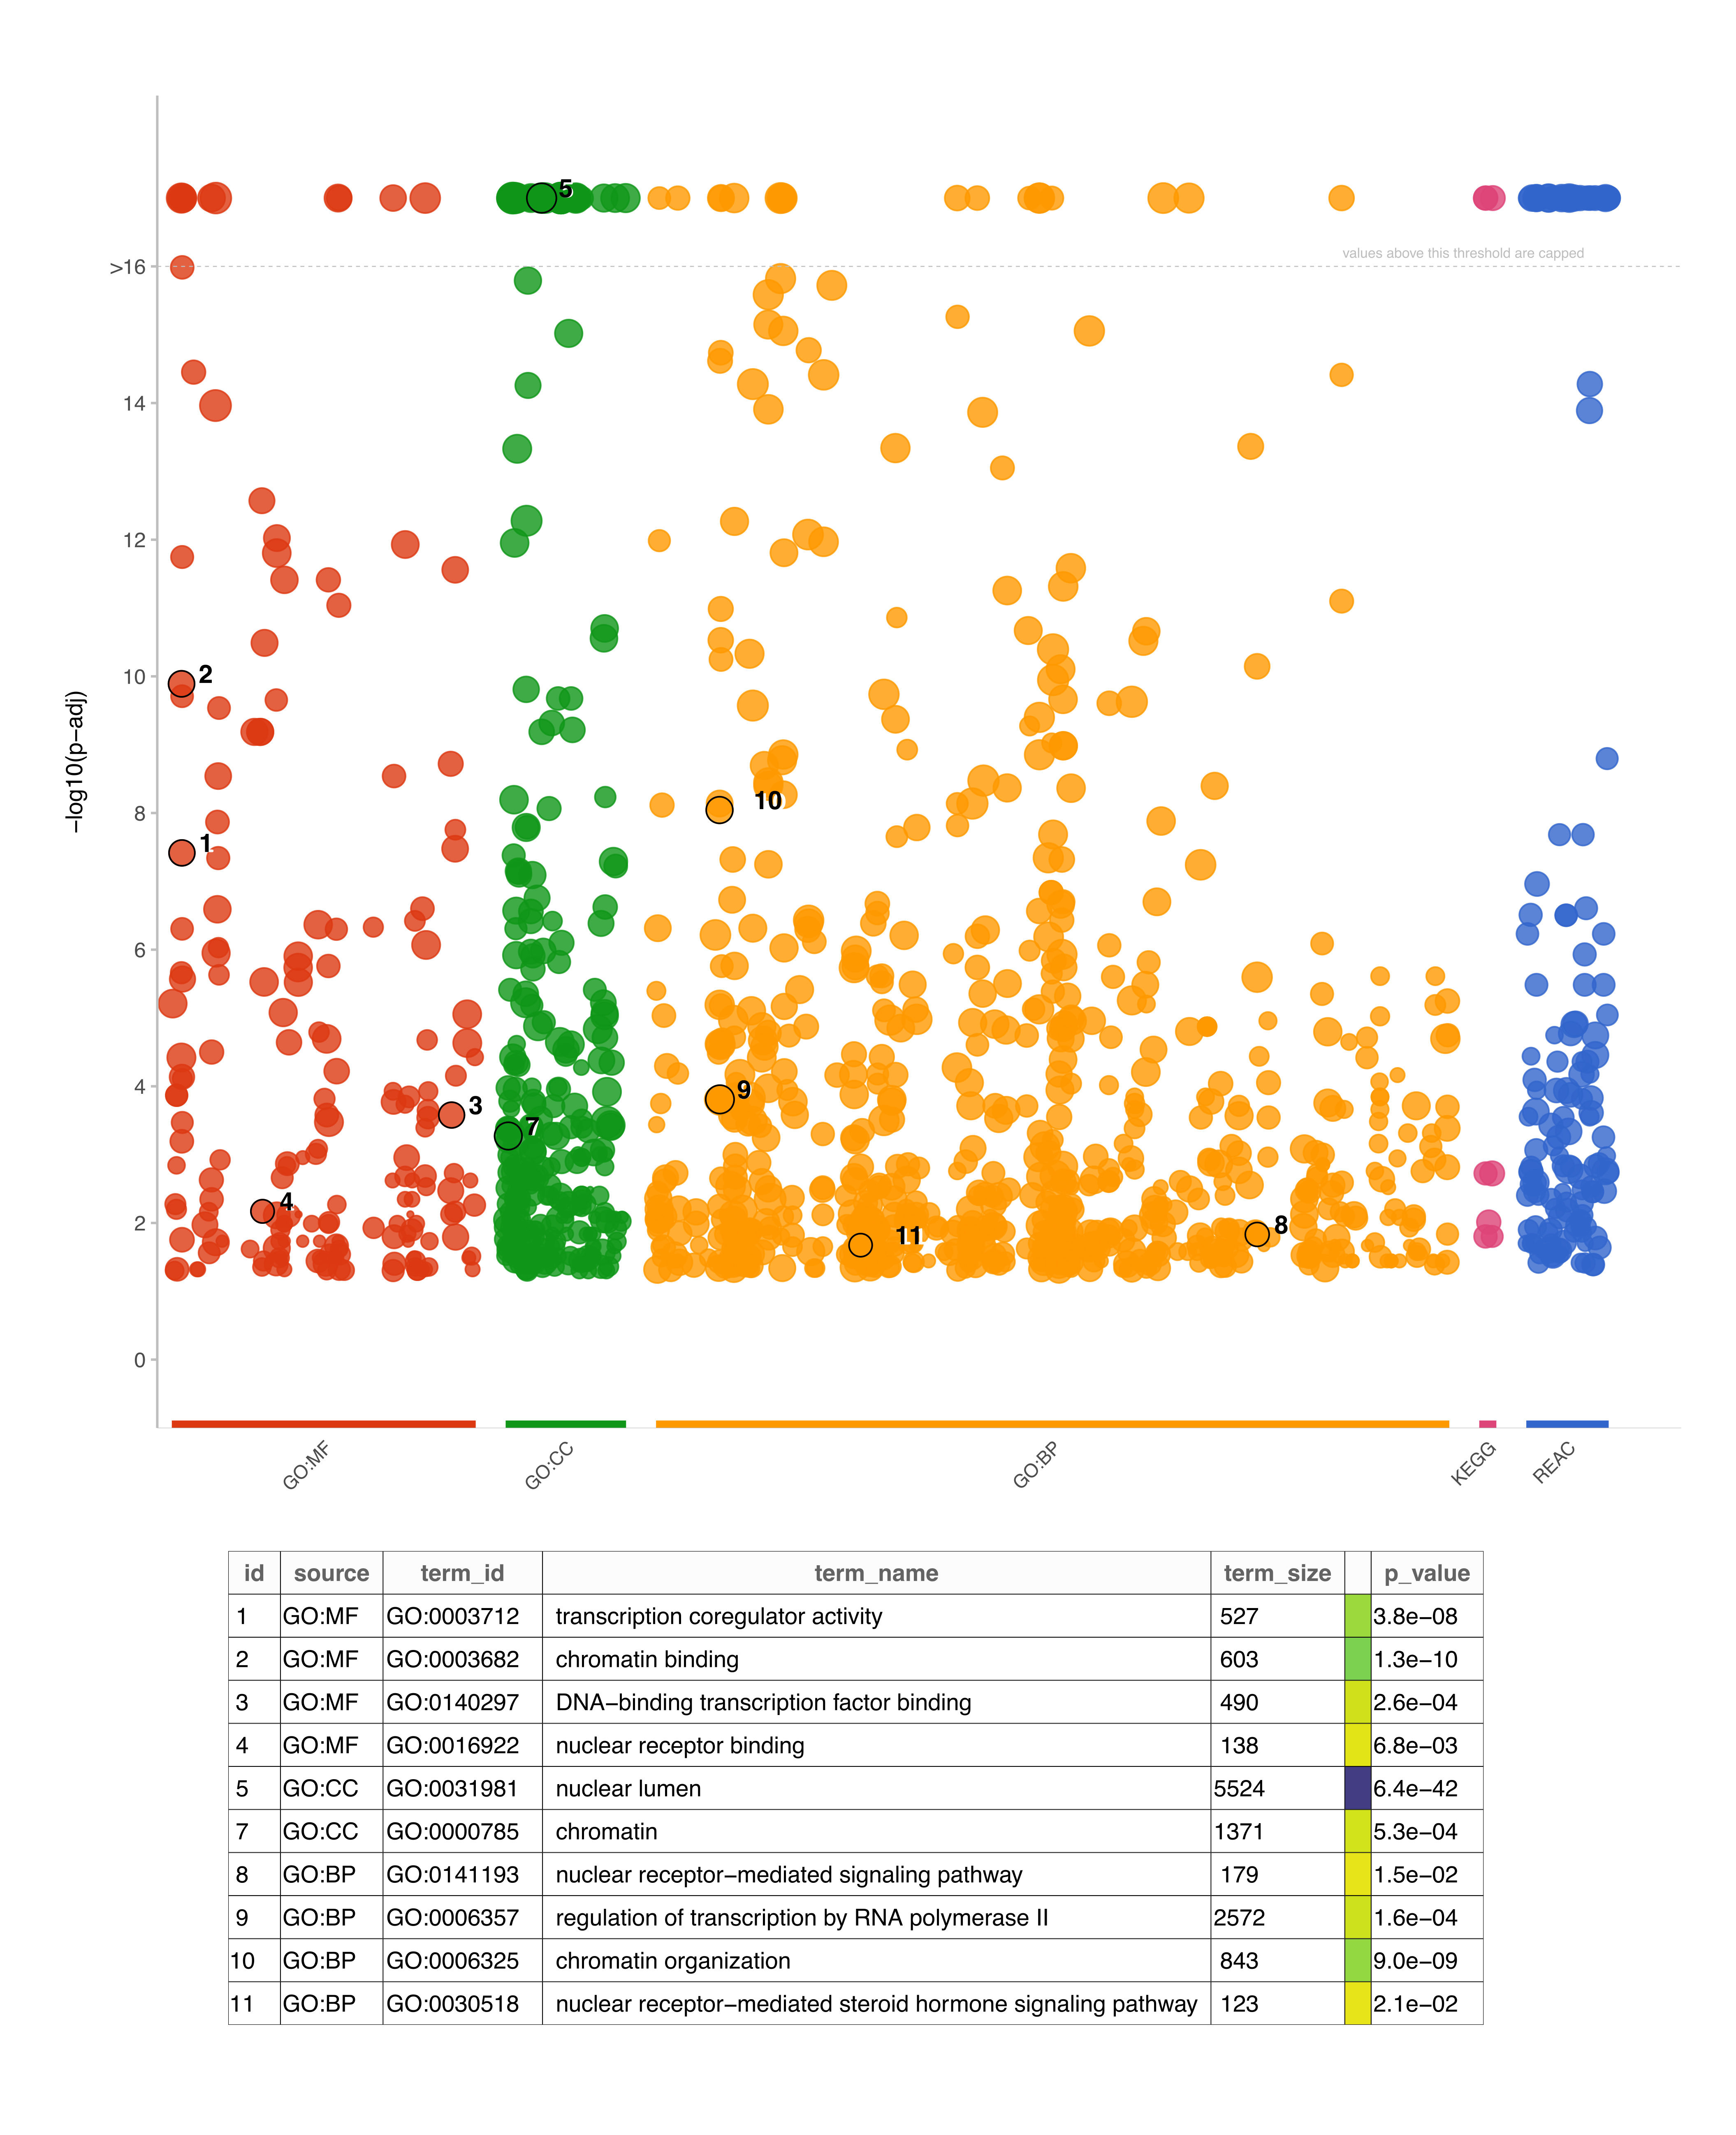 5
values above this threshold are capped
>16
14
12
10
2
8
10
1
6
4
9
3
7
2
4
8
11
0
−log10(p−adj)
GO:MF
GO:CC
GO:BP
KEGG
REAC
id source term_id term_name term_size p_value
1 GO:MF GO:0003712 transcription coregulator activity 527 3.8e−08
2 GO:MF GO:0003682 chromatin binding 603 1.3e−10
3 GO:MF GO:0140297 DNA−binding transcription factor binding 490 2.6e−04
4 GO:MF GO:0016922 nuclear receptor binding 138 6.8e−03
5 GO:CC GO:0031981 nuclear lumen 5524 6.4e−42
7 GO:CC GO:0000785 chromatin 1371 5.3e−04
8 GO:BP GO:0141193 nuclear receptor−mediated signaling pathway 179 1.5e−02
9 GO:BP GO:0006357 regulation of transcription by RNA polymerase II 2572 1.6e−04
10 GO:BP GO:0006325 chromatin organization 843 9.0e−09
11 GO:BP GO:0030518 nuclear receptor−mediated steroid hormone signaling pathway 123 2.1e−02